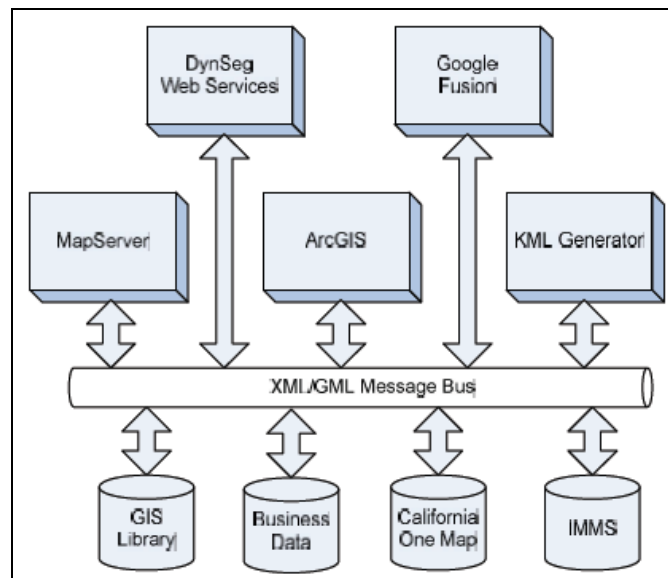 DynSeg
Web Services
Google
Fusion
MapServer
ArcGIS
KML Generator
XML/GML Message Bus
GIS
Library
Business
Data
California
One Map
IMMS